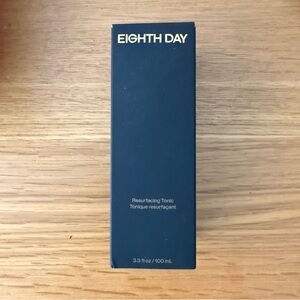 EIGHTH DAY
Resurfacing Tonic
Tonique resurfaçant
3.3 fl oz / 100 mL